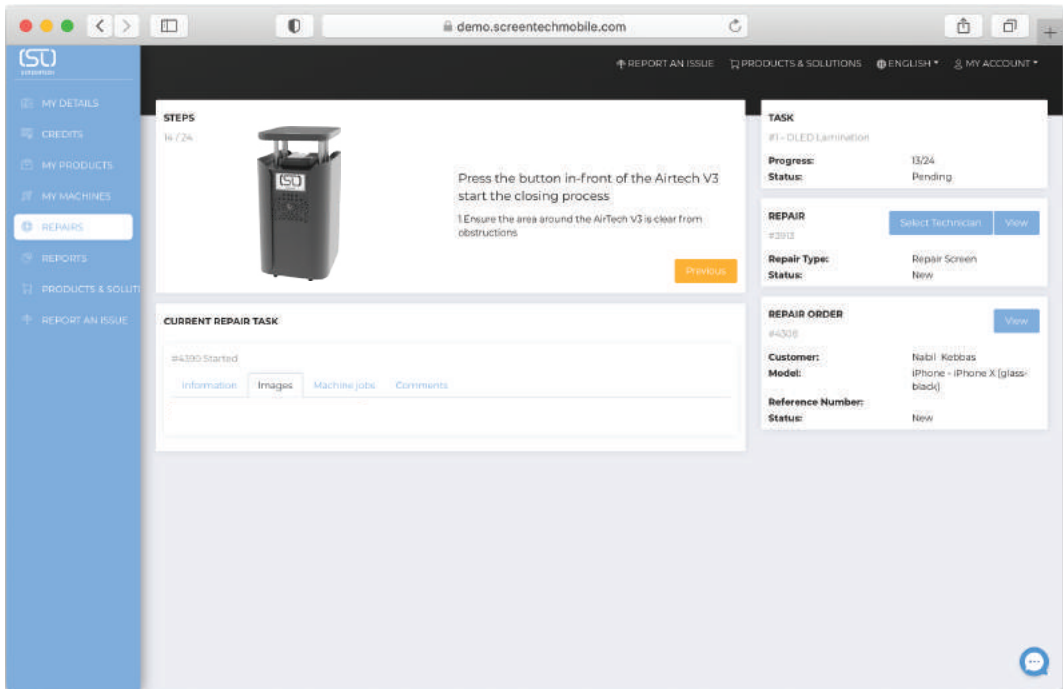 demo.screentechmobile.com
REPORT AN ISSUE
PRODUCTS & SOLUTIONS
ENGLISH
MY ACCOUNT
MY DETAILS
CREDITS
MY PRODUCTS
MY MACHINES
REPAIRS
REPORTS
PRODUCTS & SOLUTI
REPORT AN ISSUE
STEPS
14 / 24
Press the button in-front of the Airtech V3
start the closing process
1.Ensure the area around the AirTech V3 is clear from
obstructions
Previous
CURRENT REPAIR TASK
#4390 Started
Information Images Machine jobs Comments
TASK
#1 - OLED Lamination
Progress: 13/24
Status: Pending
REPAIR
Select Technician View
#3913
Repair Type: Repair Screen
Status: New
REPAIR ORDER
View
#4308
Customer: Nabil Kebbas
Model: iPhone - iPhone X (glass-
black)
Reference Number:
Status: New